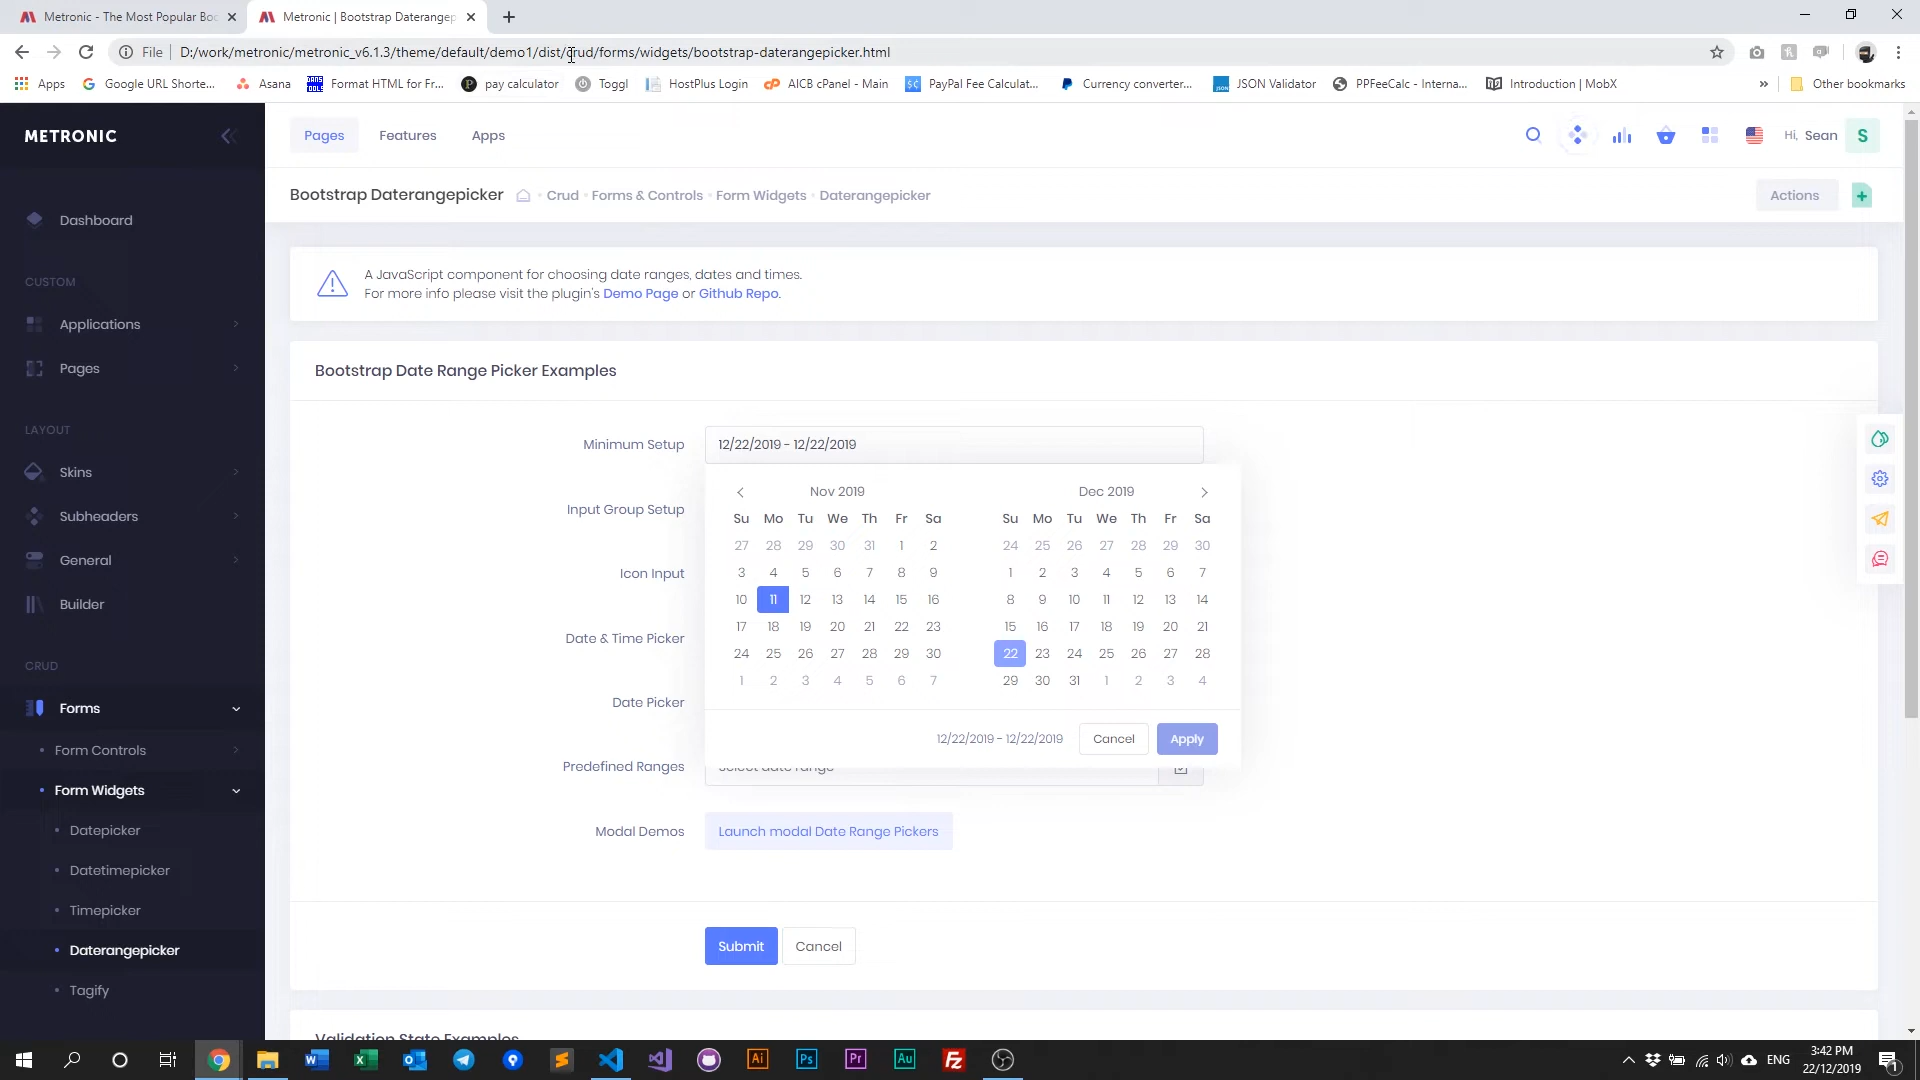 Metronic - The Most Popular Boo
Metronic | Bootstrap Daterangep
File D:/work/metronic/metronic_v6.1.3/theme/default/demo1/dist/crud/forms/widgets/bootstrap-daterangepicker.html
Apps Google URL Shorte... Asana Format HTML for Fr... pay calculator Toggl HostPlus Login AICB cPanel - Main PayPal Fee Calculat... Currency converter... JSON Validator PPFeeCalc - Interna... Introduction | MobX » Other bookmarks
METRONIC
Pages Features Apps
Hi, Sean S
Bootstrap Daterangepicker Crud Forms & Controls Form Widgets Daterangepicker
Actions
Dashboard
CUSTOM
Applications
Pages
LAYOUT
Skins
Subheaders
General
Builder
CRUD
Forms
Form Controls
Form Widgets
Datepicker
Datetimepicker
Timepicker
Daterangepicker
Tagify
A JavaScript component for choosing date ranges, dates and times.
For more info please visit the plugin's Demo Page or Github Repo.
Bootstrap Date Range Picker Examples
Minimum Setup 12/22/2019 - 12/22/2019
Input Group Setup
Icon Input
Date & Time Picker
Date Picker
Nov 2019
Su Mo Tu We Th Fr Sa
27 28 29 30 31 1 2
3 4 5 6 7 8 9
10 11 12 13 14 15 16
17 18 19 20 21 22 23
24 25 26 27 28 29 30
1 2 3 4 5 6 7
Dec 2019
Su Mo Tu We Th Fr Sa
24 25 26 27 28 29 30
1 2 3 4 5 6 7
8 9 10 11 12 13 14
15 16 17 18 19 20 21
22 23 24 25 26 27 28
29 30 31 1 2 3 4
12/22/2019 - 12/22/2019 Cancel Apply
Predefined Ranges Select date range
Modal Demos Launch modal Date Range Pickers
Submit Cancel
Validation State Examples
ENG
3:42 PM
22/12/2019
1